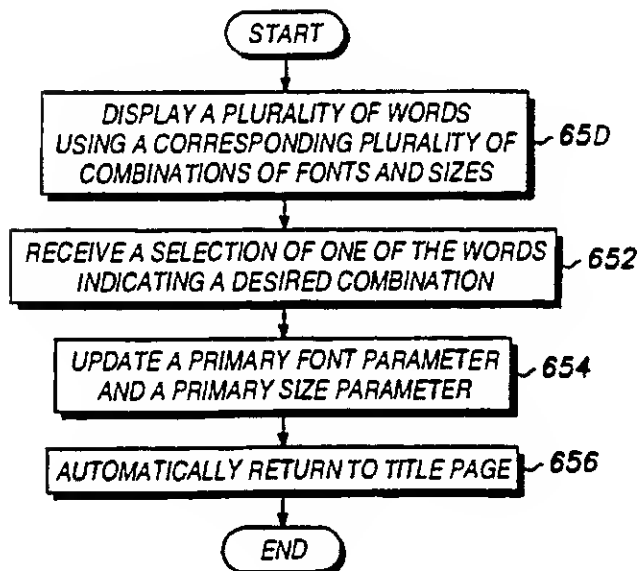 START
DISPLAY A PLURALITY OF WORDS
USING A CORRESPONDING PLURALITY OF
COMBINATIONS OF FONTS AND SIZES
65D
RECEIVE A SELECTION OF ONE OF THE WORDS
INDICATING A DESIRED COMBINATION
652
UPDATE A PRIMARY FONT PARAMETER
AND A PRIMARY SIZE PARAMETER
654
AUTOMATICALLY RETURN TO TITLE PAGE
656
END